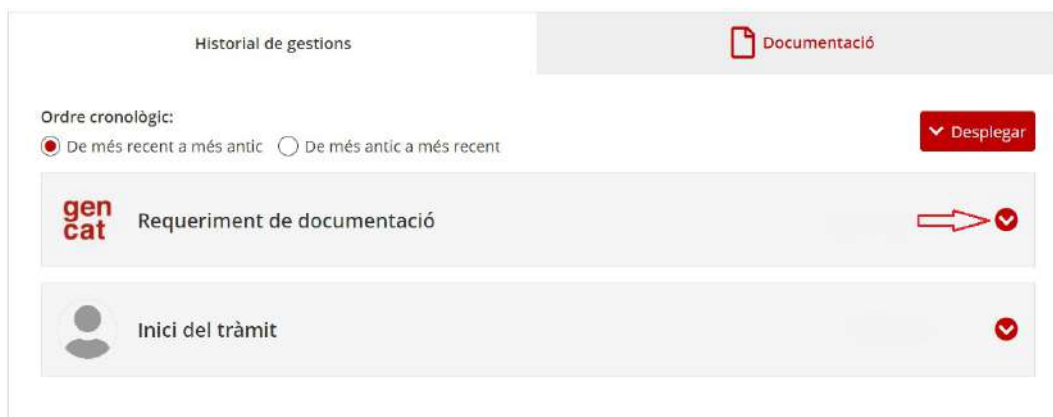 Historial de gestions
Documentació
Ordre cronològic:
De més recent a més antic
De més antic a més recent
Desplegar
gen
cat
Requeriment de documentació
Inici del tràmit